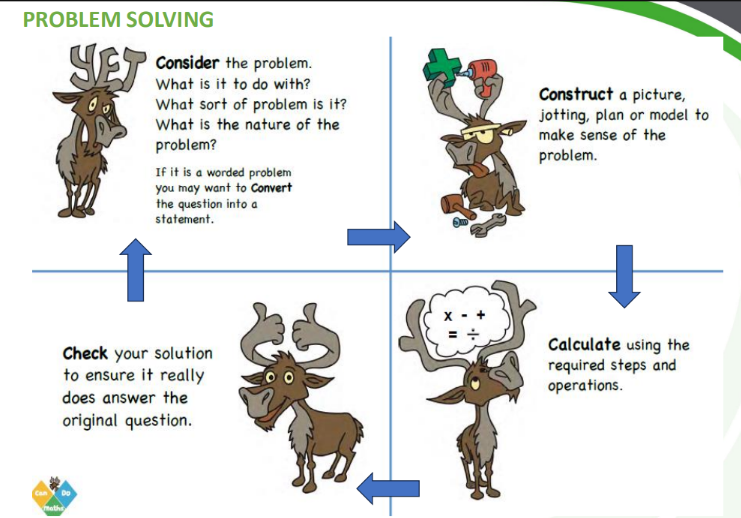 PROBLEM SOLVING
YET
Consider the problem.
What is it to do with?
What sort of problem is it?
What is the nature of the
problem?
If it is a worded problem
you may want to Convert
the question into a
statement.
Construct a picture,
jotting, plan or model to
make sense of the
problem.
Check your solution
to ensure it really
does answer the
original question.
x - +
= ÷
Calculate using the
required steps and
operations.
Can Do
Maths